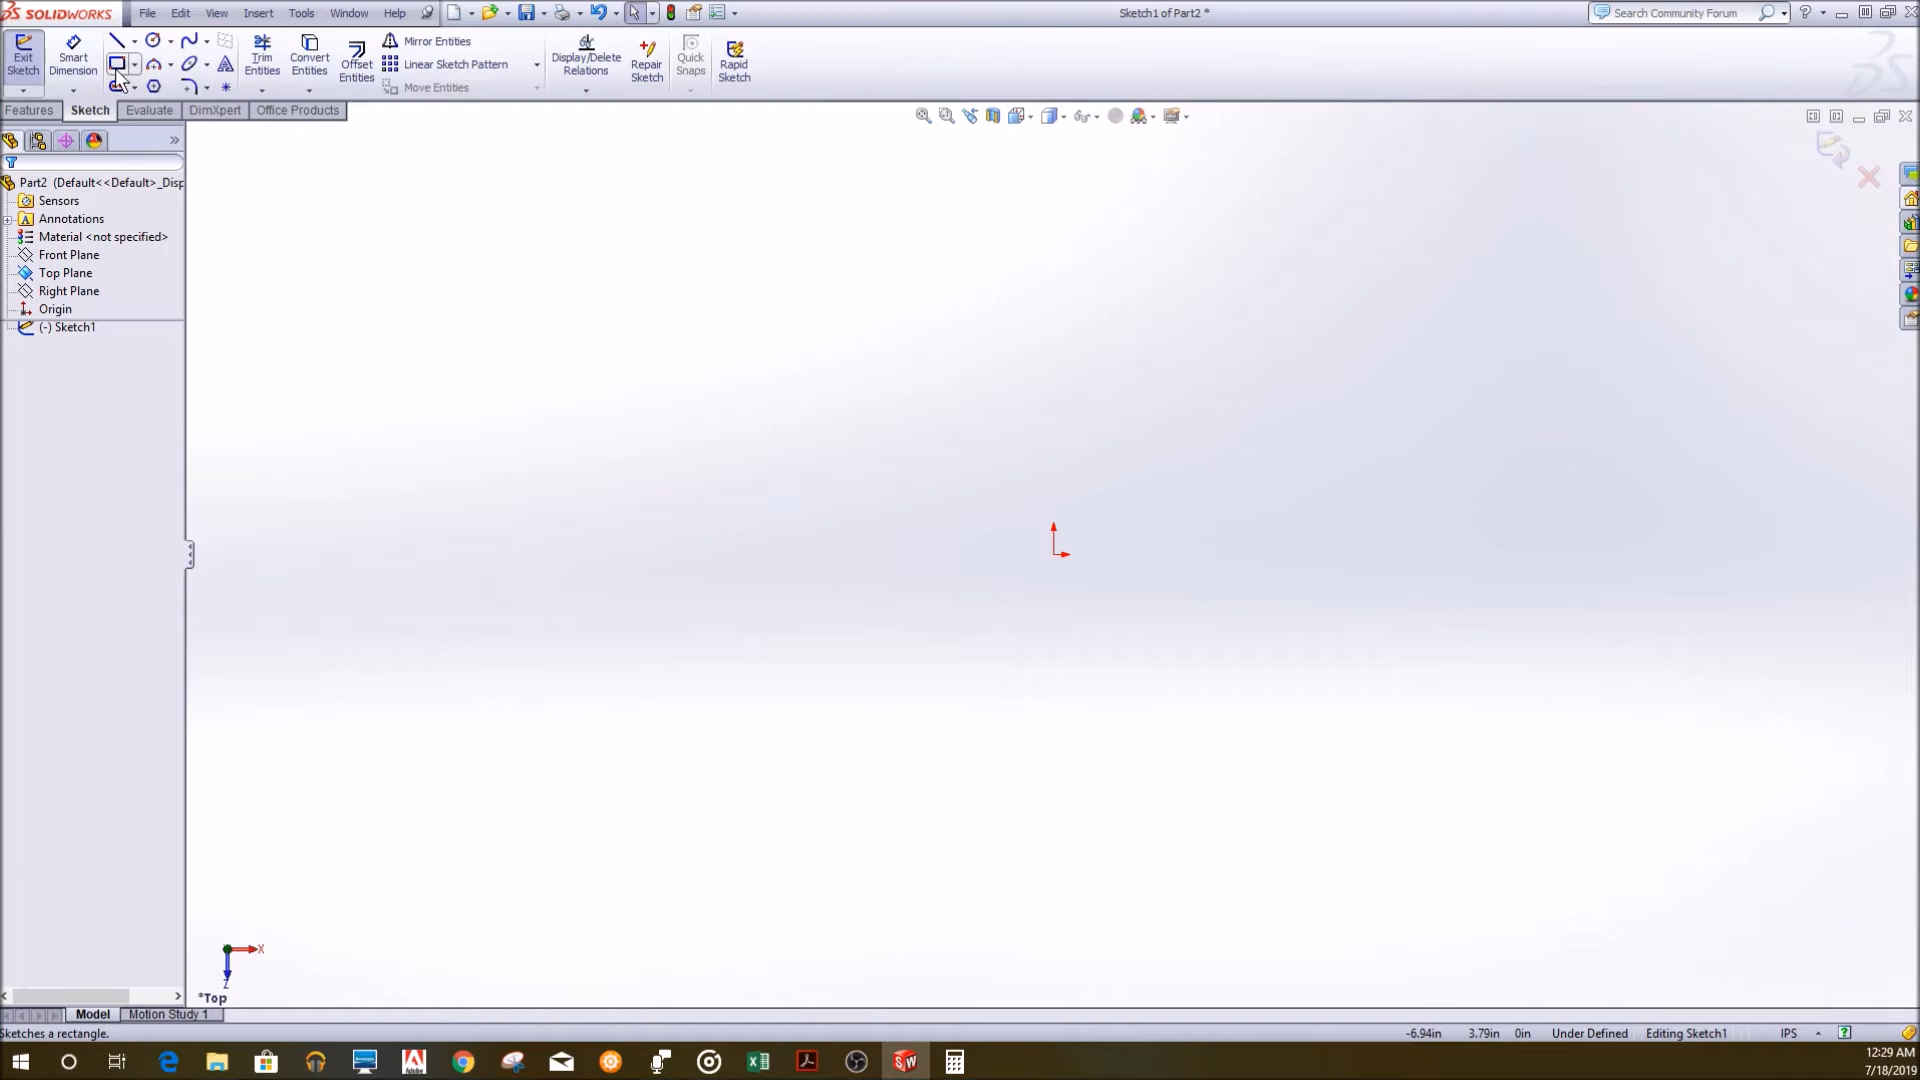 SOLIDWORKS File Edit View Insert Tools Window Help Sketch1 of Part2 * Search Community Forum
Exit Sketch
Smart Dimension
Trim Entities
Convert Entities
Offset Entities
Mirror Entities
Linear Sketch Pattern
Move Entities
Display/Delete Relations
Repair Sketch
Quick Snaps
Rapid Sketch
Features Sketch Evaluate DimXpert Office Products
Part2 (Default<<Default>_Disp
Sensors
Annotations
Material <not specified>
Front Plane
Top Plane
Right Plane
Origin
(-) Sketch1
X
Z
*Top
Model Motion Study 1
Sketches a rectangle. -6.94in 3.79in 0in Under Defined Editing Sketch1 IPS
12:29 AM
7/18/2019